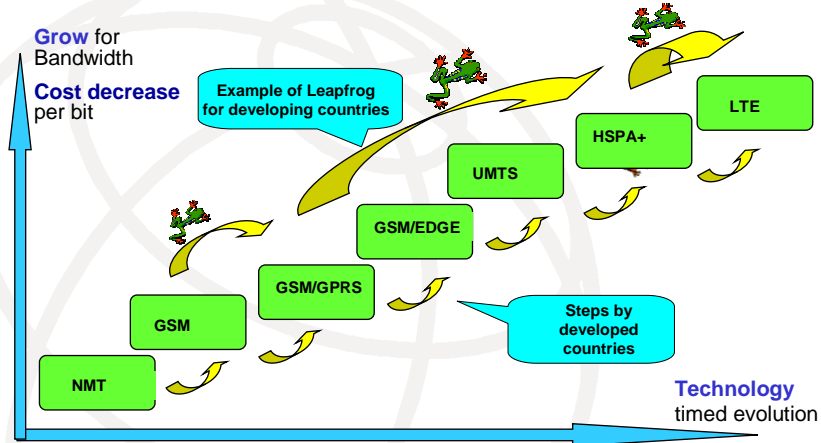 Grow for
Bandwidth
Cost decrease
per bit
Example of Leapfrog
for developing countries
LTE
HSPA+
UMTS
GSM/EDGE
GSM/GPRS
GSM
NMT
Steps by
developed
countries
Technology
timed evolution